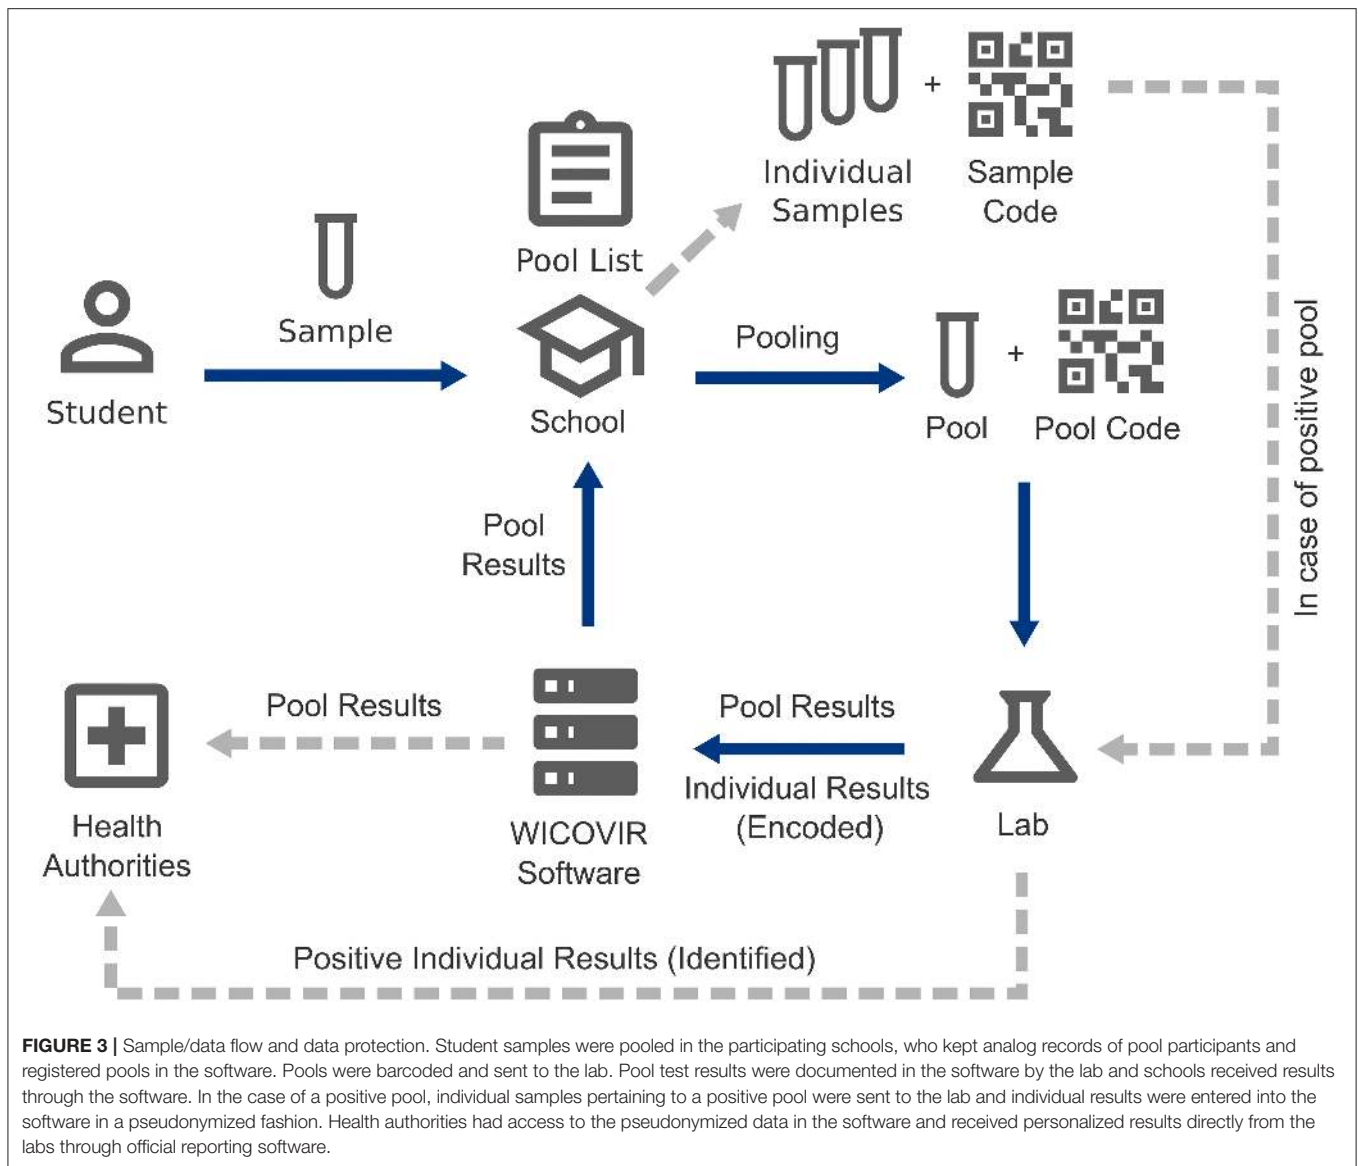 Individual
Samples
+
Sample
Code
Pool List
Sample
Student
School
Pooling
Pool
+
Pool Code
In case of positive pool
Pool
Results
Pool Results
Health
Authorities
WICOVIR
Software
Pool Results
Individual Results
(Encoded)
Lab
Positive Individual Results (Identified)
FIGURE 3 | Sample/data flow and data protection. Student samples were pooled in the participating schools, who kept analog records of pool participants and
registered pools in the software. Pools were barcoded and sent to the lab. Pool test results were documented in the software by the lab and schools received results
through the software. In the case of a positive pool, individual samples pertaining to a positive pool were sent to the lab and individual results were entered into the
software in a pseudonymized fashion. Health authorities had access to the pseudonymized data in the software and received personalized results directly from the
labs through official reporting software.